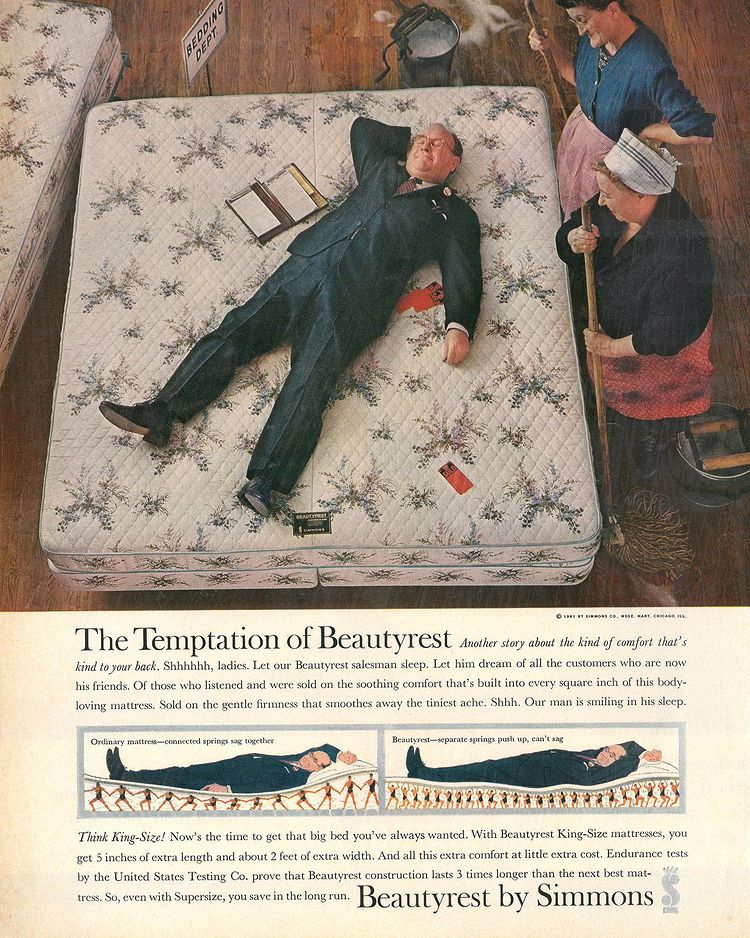 BEDDING
DEPT.
BEAUTYREST
SIMMONS
© 1961 BY SIMMONS CO., MDSE. MART, CHICAGO, ILL.
The Temptation of Beautyrest Another story about the kind of comfort that's
kind to your back. Shhhhhh, ladies. Let our Beautyrest salesman sleep. Let him dream of all the customers who are now
his friends. Of those who listened and were sold on the soothing comfort that's built into every square inch of this body-
loving mattress. Sold on the gentle firmness that smoothes away the tiniest ache. Shhh. Our man is smiling in his sleep.
Ordinary mattress—connected springs sag together
Beautyrest—separate springs push up, can't sag
Think King-Size! Now's the time to get that big bed you've always wanted. With Beautyrest King-Size mattresses, you
get 5 inches of extra length and about 2 feet of extra width. And all this extra comfort at little extra cost. Endurance tests
by the United States Testing Co. prove that Beautyrest construction lasts 3 times longer than the next best mat-
tress. So, even with Supersize, you save in the long run. Beautyrest by Simmons